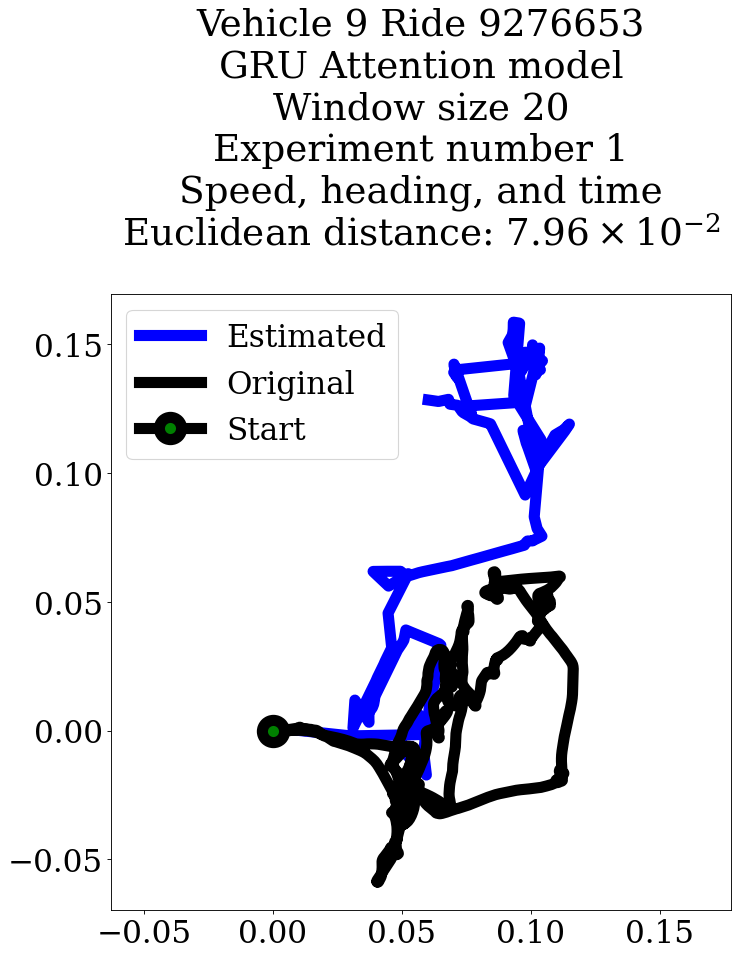 Vehicle 9 Ride 9276653
GRU Attention model
Window size 20
Experiment number 1
Speed, heading, and time
Euclidean distance: 7.96 × 10⁻²
Estimated
Original
Start
0.15
0.10
0.05
0.00
−0.05
−0.05 0.00 0.05 0.10 0.15